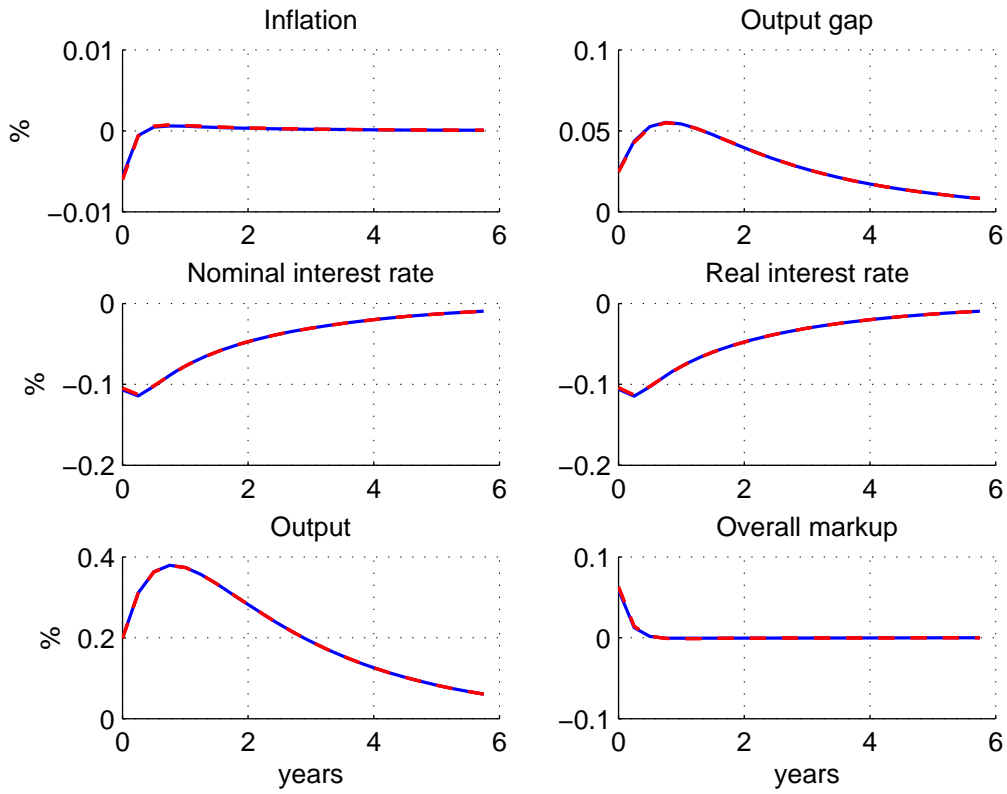 Inflation
%
0.01
0
−0.01
0 2 4 6
Output gap
0.1
0.05
0
0 2 4 6
Nominal interest rate
%
0
−0.1
−0.2
0 2 4 6
Real interest rate
0
−0.1
−0.2
0 2 4 6
Output
%
0.4
0.2
0
0 2 4 6
years
Overall markup
0.1
0
−0.1
0 2 4 6
years